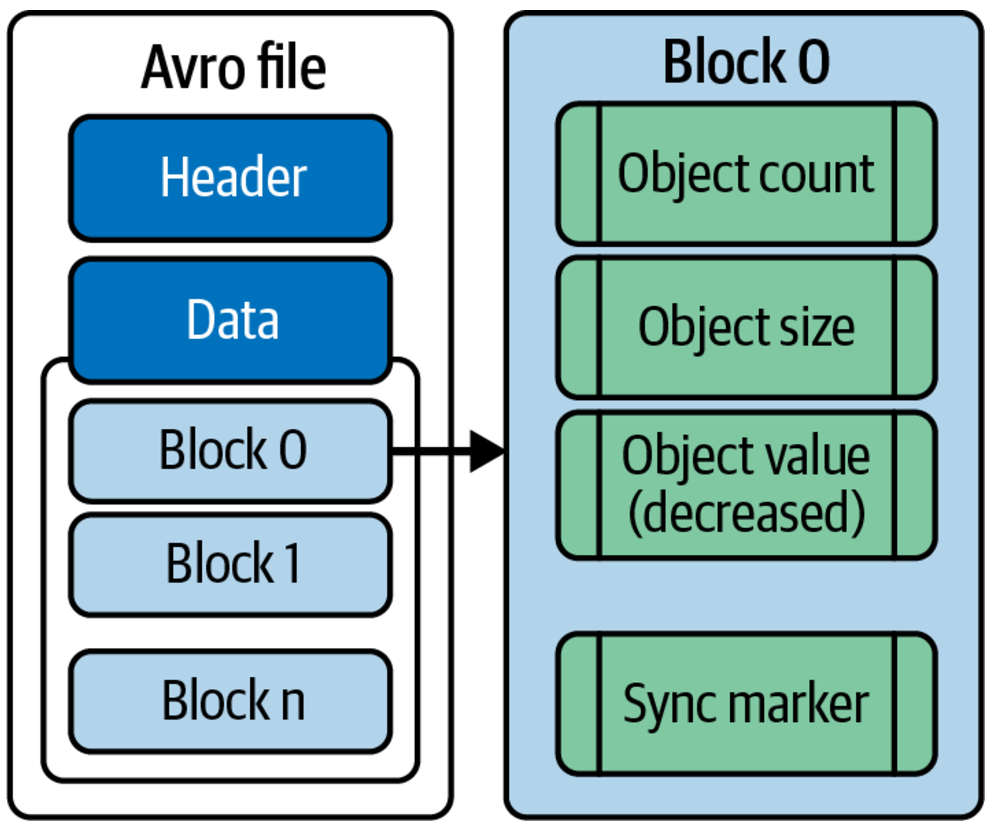 Avro file
Header
Data
Block 0
Block 1
Block n
Block 0
Object count
Object size
Object value
(decreased)
Sync marker